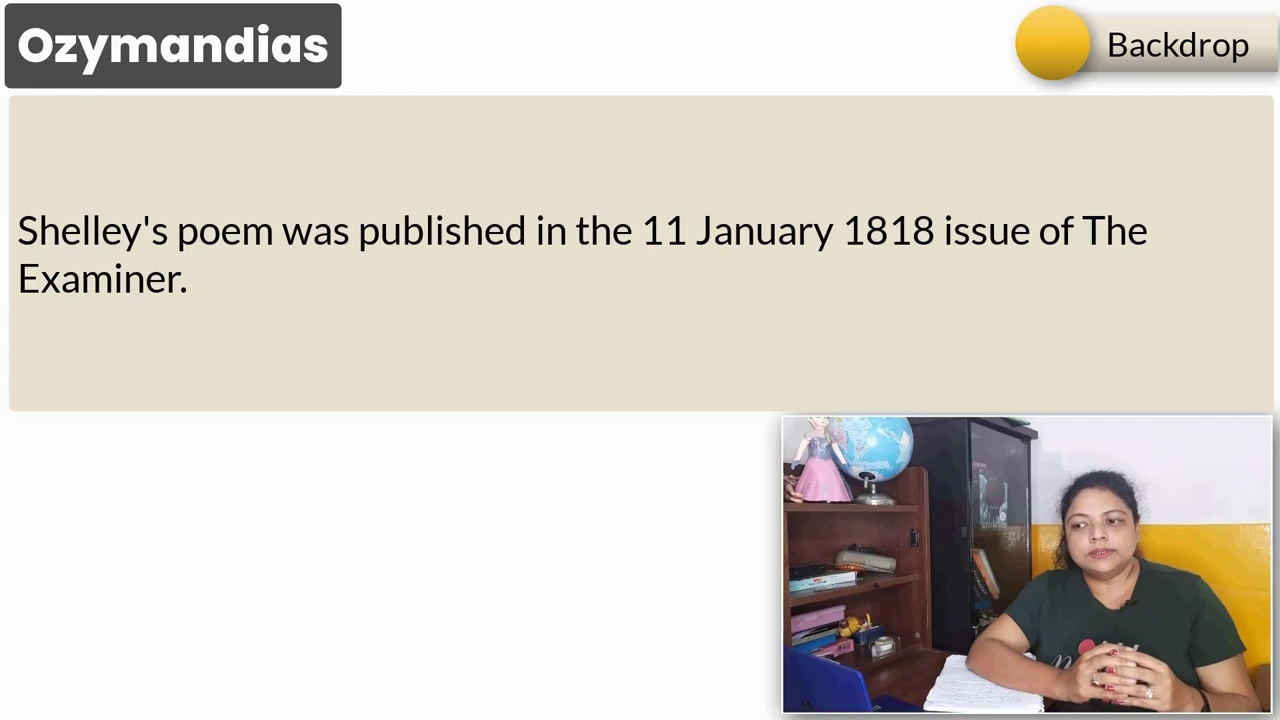 Ozymandias
Backdrop
Shelley's poem was published in the 11 January 1818 issue of The
Examiner.